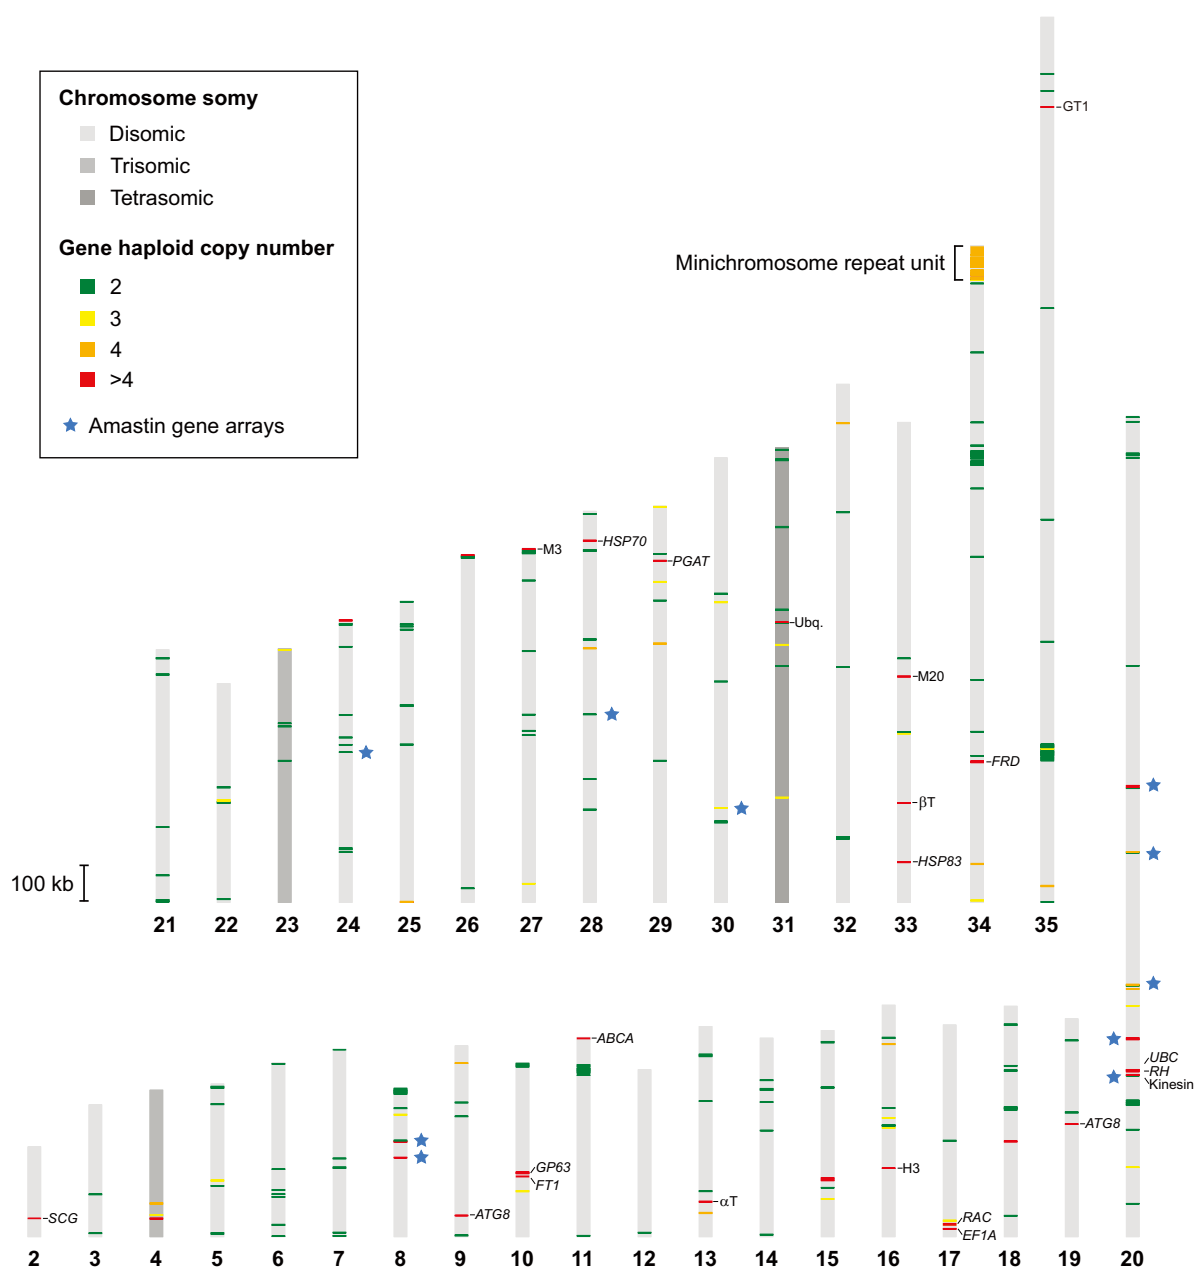 Chromosome somy
Disomic
Trisomic
Tetrasomic
Gene haploid copy number
2
3
4
>4
Amastin gene arrays
GT1
Minichromosome repeat unit
M3
HSP70
PGAT
Ubq.
M20
FRD
βT
HSP83
100 kb
21 22 23 24 25 26 27 28 29 30 31 32 33 34 35
ABCA
UBC
RH
Kinesin
ATG8
GP63
FT1
H3
αT
SCG
ATG8
RAC
EF1A
2 3 4 5 6 7 8 9 10 11 12 13 14 15 16 17 18 19 20